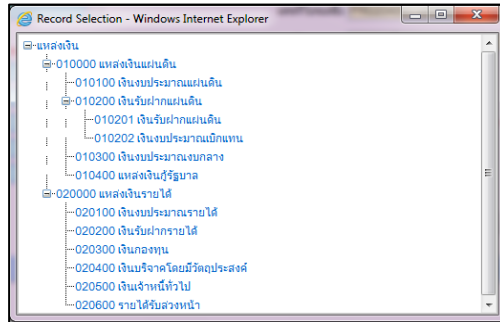 Record Selection - Windows Internet Explorer
แหล่งเงิน
010000 แหล่งเงินแผ่นดิน
010100 เงินงบประมาณแผ่นดิน
010200 เงินรับฝากแผ่นดิน
010201 เงินรับฝากแผ่นดิน
010202 เงินงบประมาณเบิกแทน
010300 เงินงบประมาณงบกลาง
010400 แหล่งเงินกู้รัฐบาล
020000 แหล่งเงินรายได้
020100 เงินงบประมาณรายได้
020200 เงินรับฝากรายได้
020300 เงินกองทุน
020400 เงินบริจาคโดยมีวัตถุประสงค์
020500 เงินเจ้าหนี้ทั่วไป
020600 รายได้รับล่วงหน้า